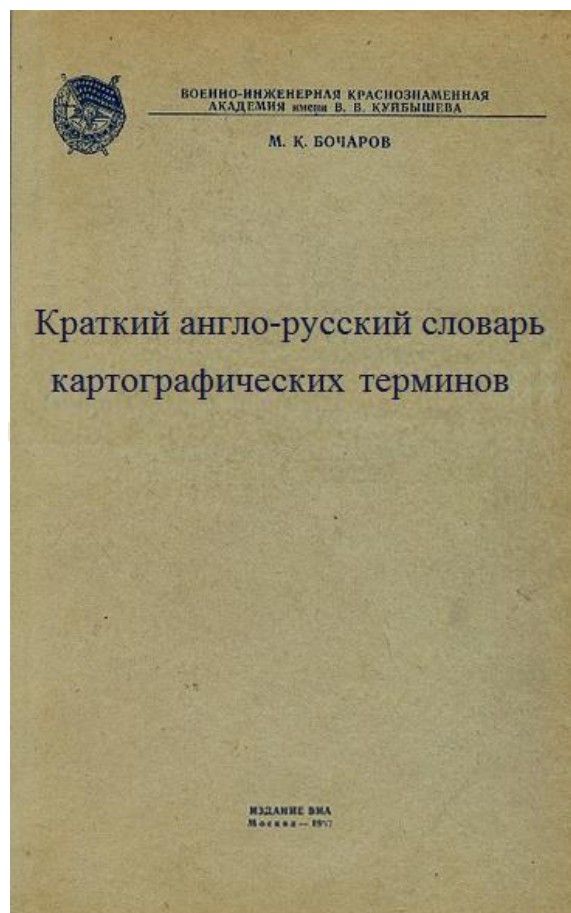 ВОЕННО-ИНЖЕНЕРНАЯ КРАСНОЗНАМЕННАЯ
АКАДЕМИЯ имени В. В. КУЙБЫШЕВА
М. К. БОЧАРОВ
Краткий англо-русский словарь
картографических терминов
ИЗДАНИЕ ВИА
Москва —